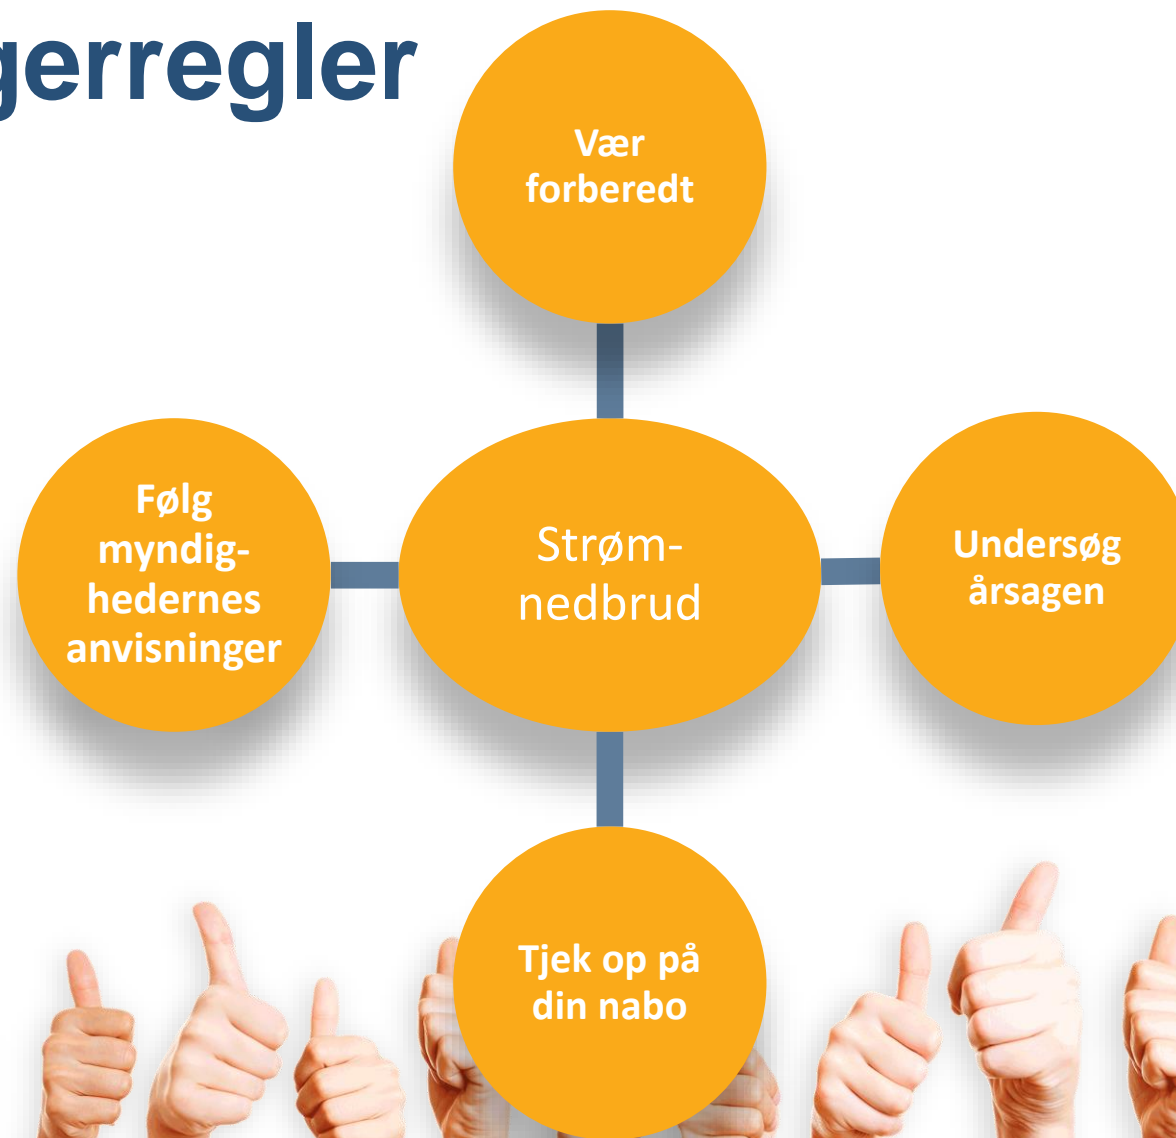 gerregler
Vær
forberedt
Følg
myndig-
hedernes
anvisninger
Strøm-
nedbrud
Undersøg
årsagen
Tjek op på
din nabo